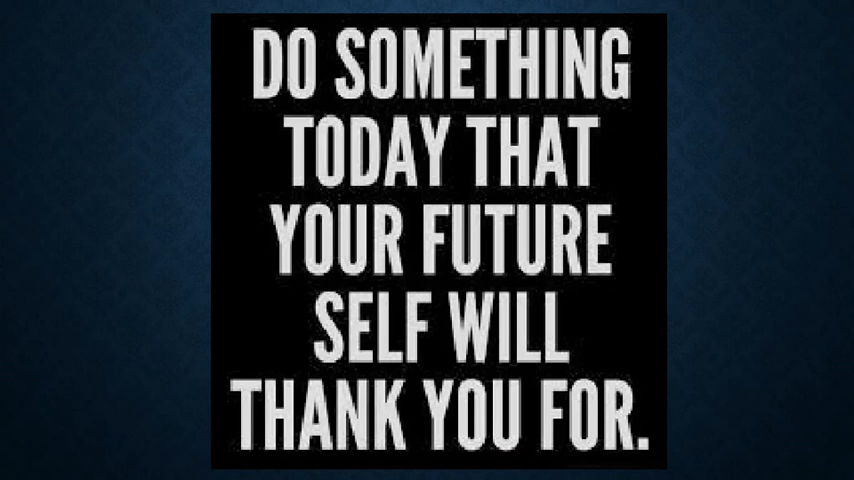 DO SOMETHING
TODAY THAT
YOUR FUTURE
SELF WILL
THANK YOU FOR.